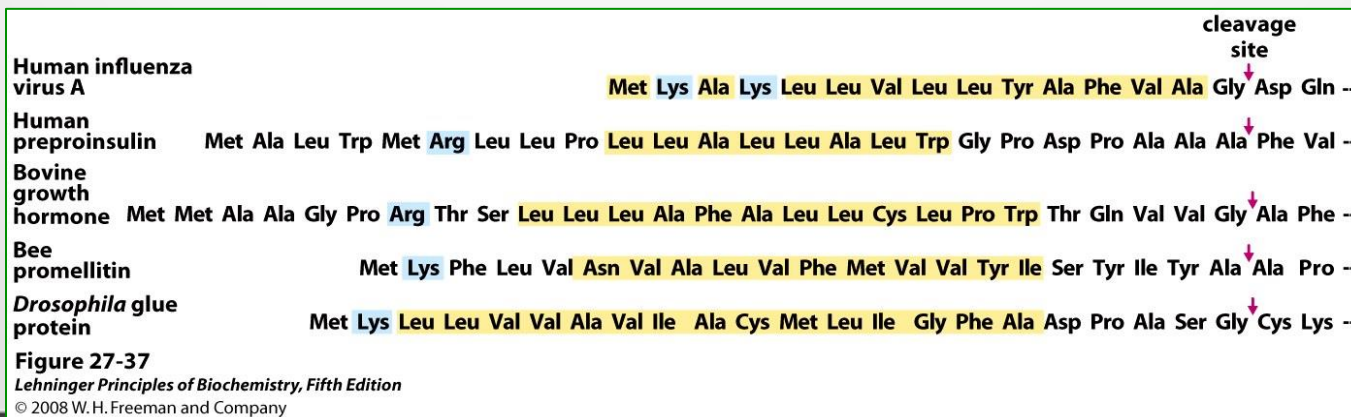 cleavage
site
Human influenza
virus A Met Lys Ala Lys Leu Leu Val Leu Leu Tyr Ala Phe Val Ala Gly Asp Gln --
Human
preproinsulin Met Ala Leu Trp Met Arg Leu Leu Pro Leu Leu Ala Leu Leu Ala Leu Trp Gly Pro Asp Pro Ala Ala Ala Phe Val --
Bovine
growth
hormone Met Met Ala Ala Gly Pro Arg Thr Ser Leu Leu Leu Ala Phe Ala Leu Leu Cys Leu Pro Trp Thr Gln Val Val Gly Ala Phe --
Bee
promellitin Met Lys Phe Leu Val Asn Val Ala Leu Val Phe Met Val Val Tyr Ile Ser Tyr Ile Tyr Ala Ala Pro --
Drosophila glue
protein Met Lys Leu Leu Val Val Ala Val Ile Ala Cys Met Leu Ile Gly Phe Ala Asp Pro Ala Ser Gly Cys Lys --
Figure 27-37
Lehninger Principles of Biochemistry, Fifth Edition
© 2008 W. H. Freeman and Company